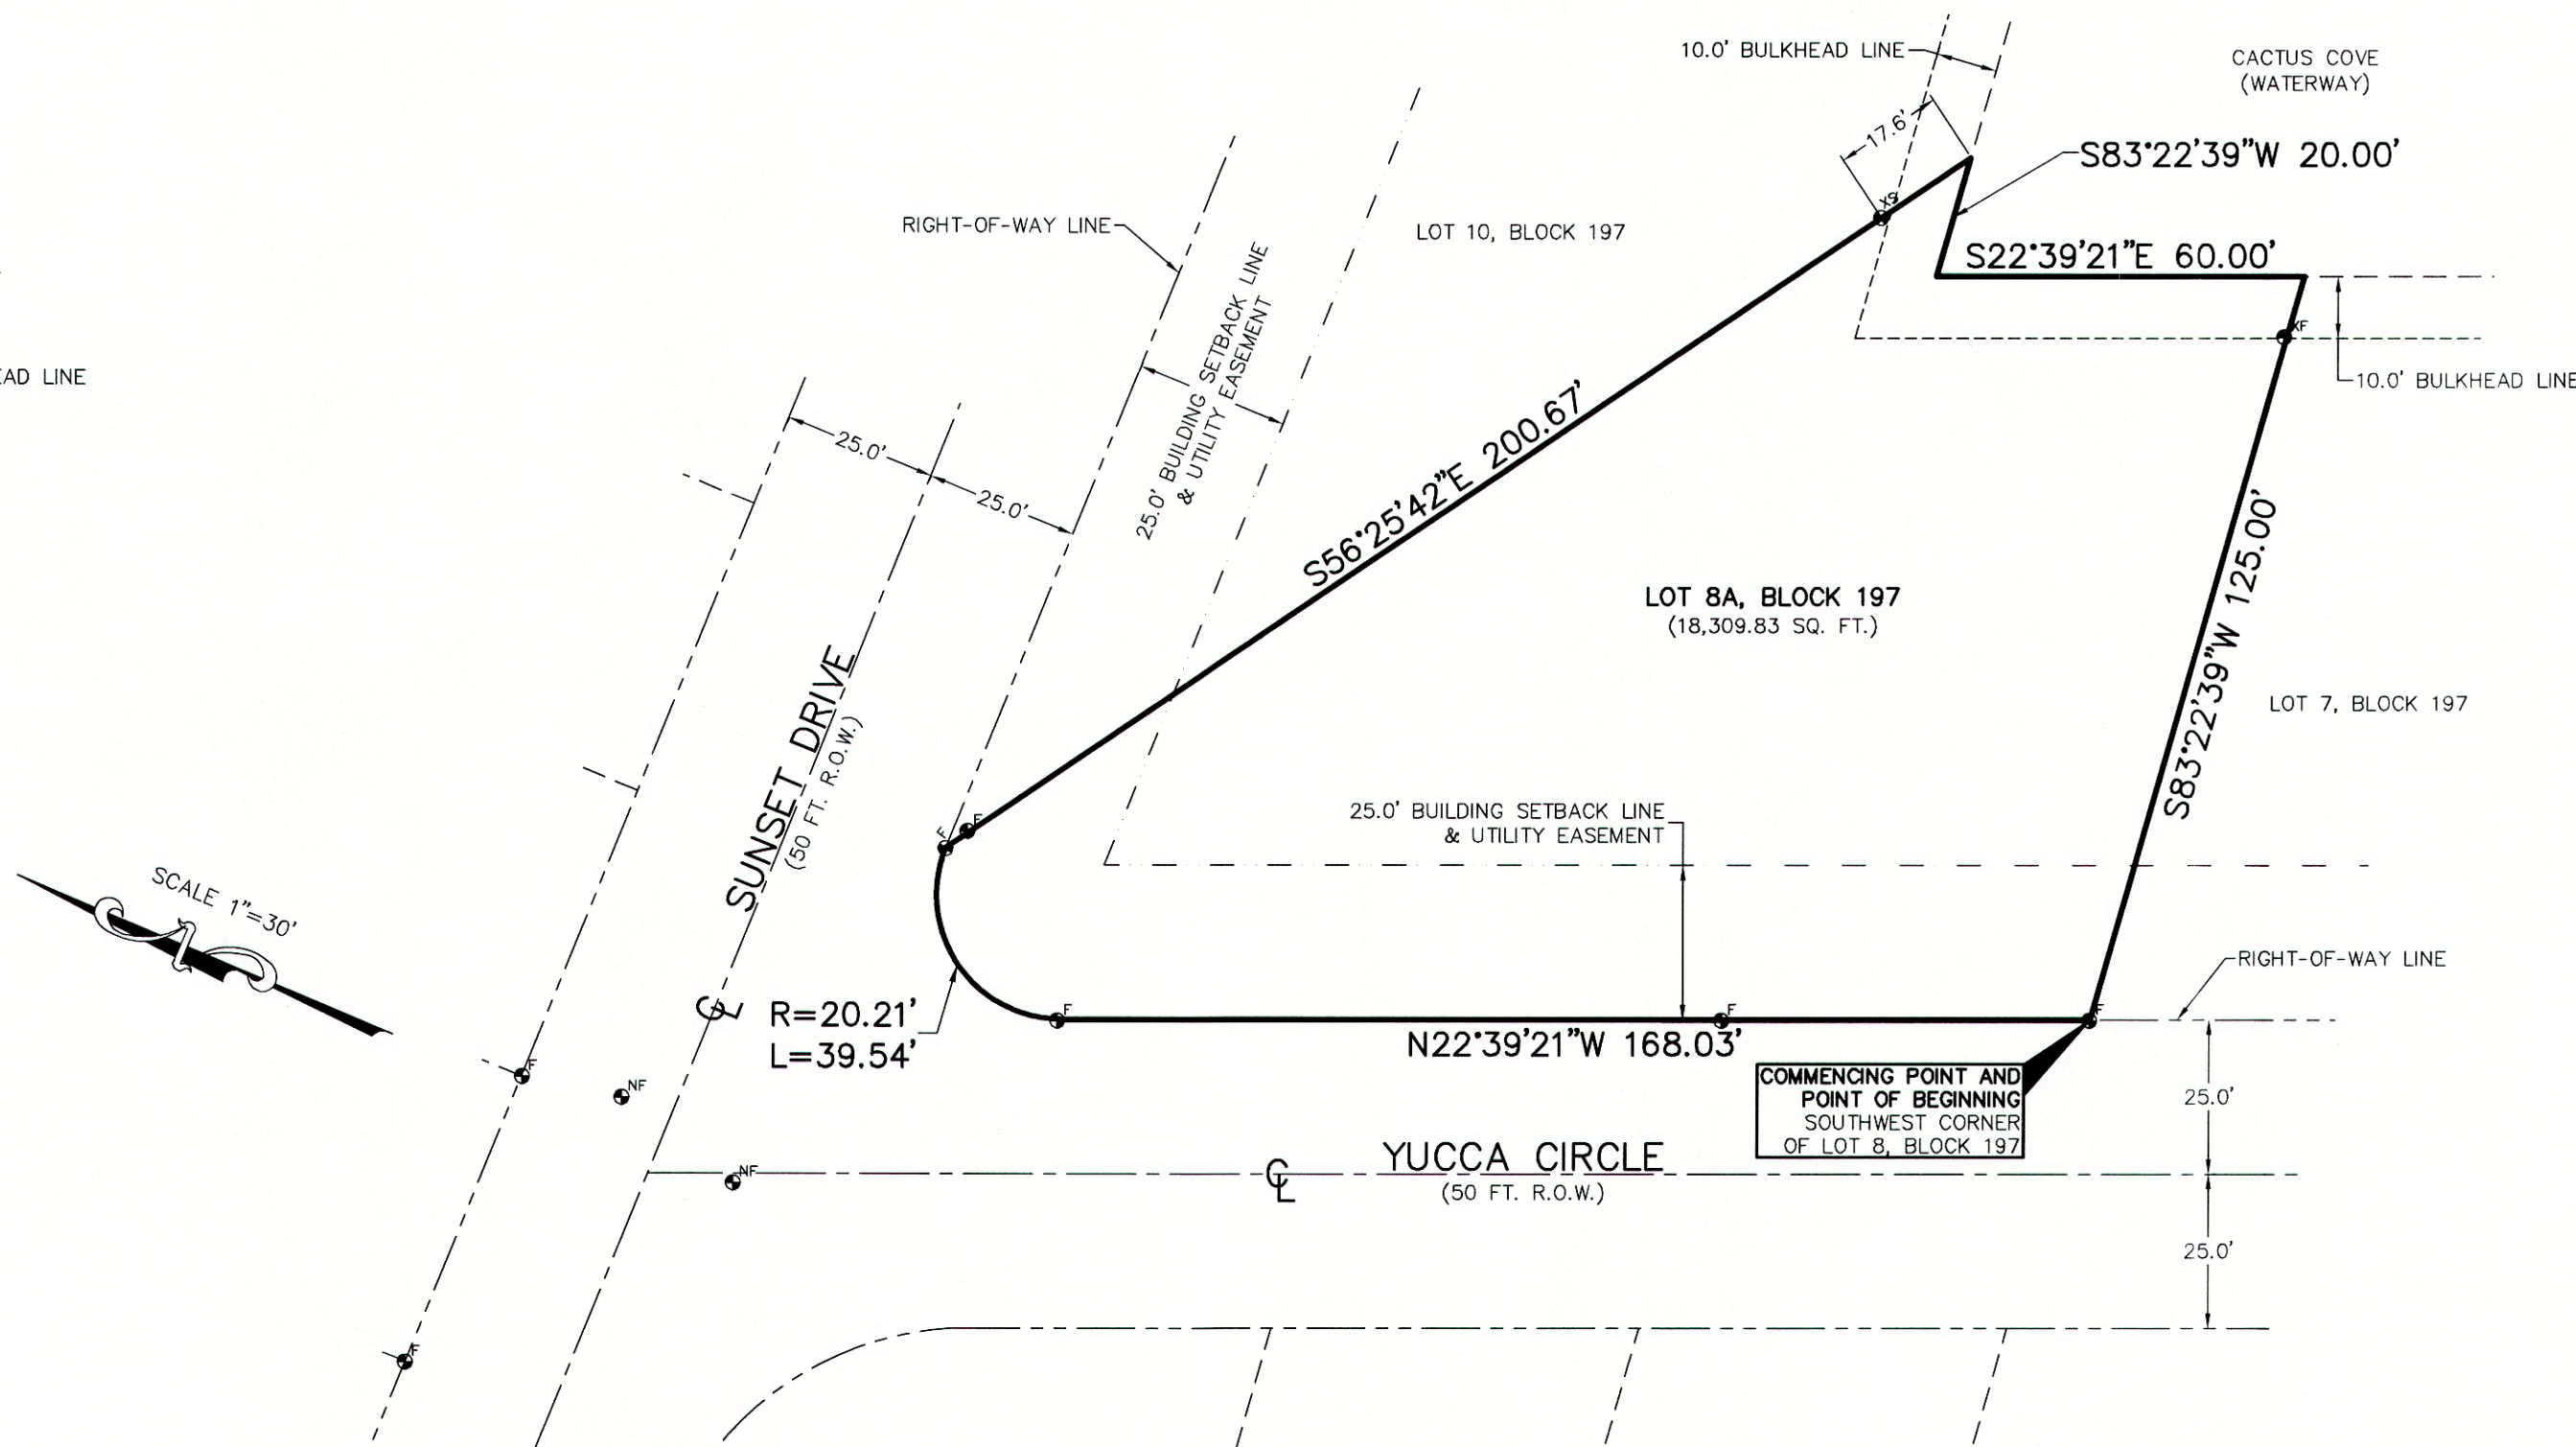 10.0' BULKHEAD LINE
CACTUS COVE
(WATERWAY)
17.6'
S83°22'39"W 20.00'
XS
RIGHT-OF-WAY LINE
LOT 10, BLOCK 197
S22°39'21"E 60.00'
XF
EAD LINE
10.0' BULKHEAD LINE
25.0' BUILDING SETBACK LINE
& UTILITY EASEMENT
25.0'
25.0'
S56°25'42"E 200.67'
LOT 8A, BLOCK 197
(18,309.83 SQ. FT.)
S83°22'39"W 125.00'
LOT 7, BLOCK 197
SUNSET DRIVE
(50 FT. R.O.W.)
25.0' BUILDING SETBACK LINE
& UTILITY EASEMENT
F
F
SCALE 1"=30'
RIGHT-OF-WAY LINE
CL
R=20.21'
L=39.54'
F
F
F
N22°39'21"W 168.03'
COMMENCING POINT AND
POINT OF BEGINNING
SOUTHWEST CORNER
OF LOT 8, BLOCK 197
25.0'
F
NF
NF
CL
YUCCA CIRCLE
(50 FT. R.O.W.)
25.0'
F